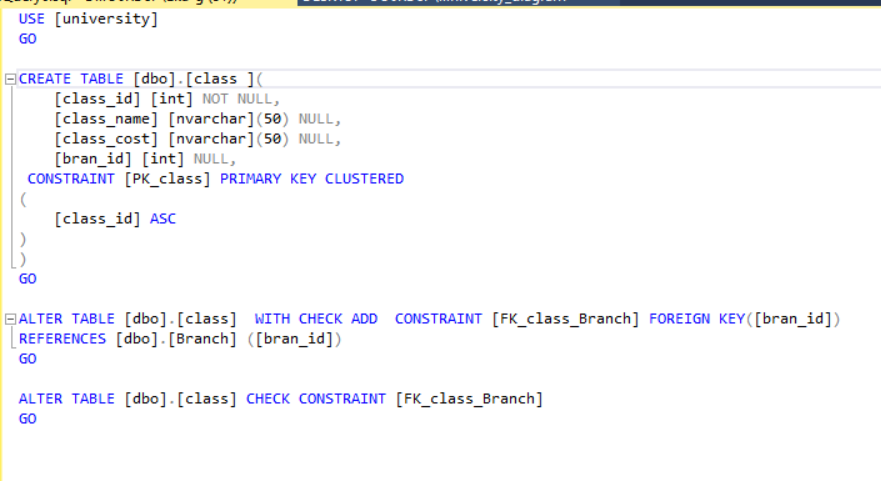 USE [university]
GO
CREATE TABLE [dbo].[class ](
[class_id] [int] NOT NULL,
[class_name] [nvarchar](50) NULL,
[class_cost] [nvarchar](50) NULL,
[bran_id] [int] NULL,
CONSTRAINT [PK_class] PRIMARY KEY CLUSTERED
(
[class_id] ASC
)
)
GO
ALTER TABLE [dbo].[class]  WITH CHECK ADD  CONSTRAINT [FK_class_Branch] FOREIGN KEY([bran_id])
REFERENCES [dbo].[Branch] ([bran_id])
GO
ALTER TABLE [dbo].[class] CHECK CONSTRAINT [FK_class_Branch]
GO